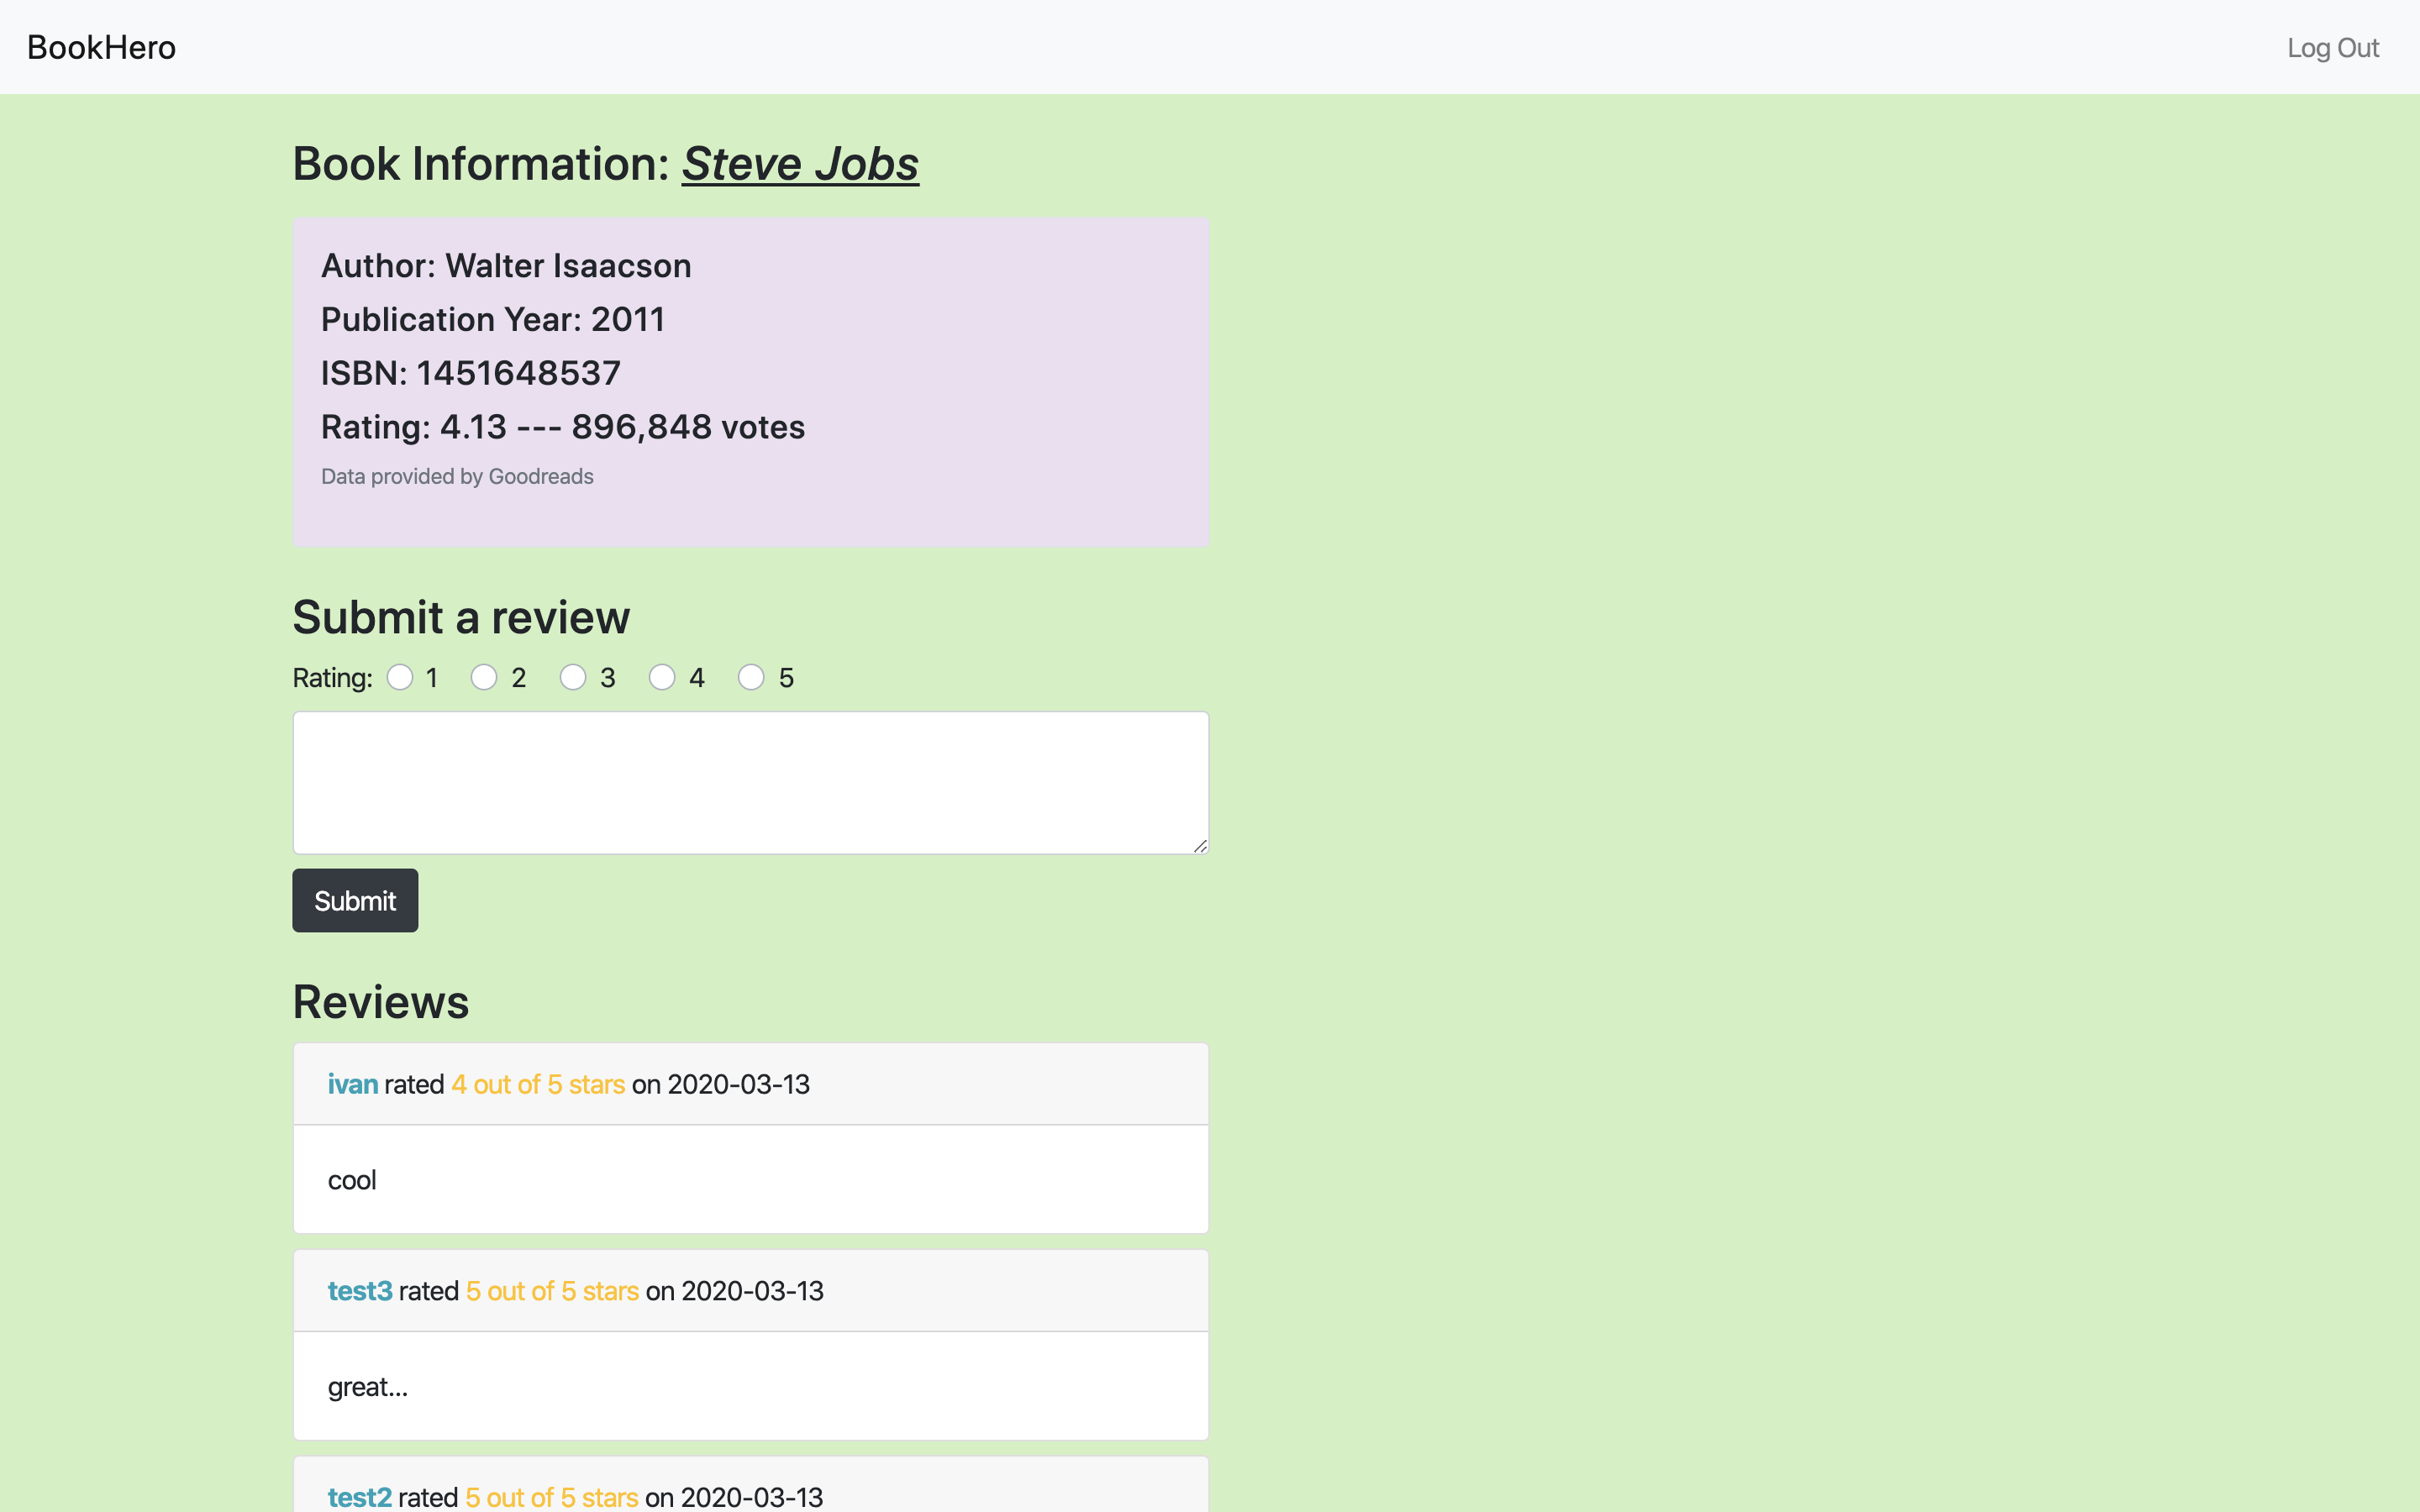 BookHero
Log Out
Book Information: Steve Jobs
Author: Walter Isaacson
Publication Year: 2011
ISBN: 1451648537
Rating: 4.13 --- 896,848 votes
Data provided by Goodreads
Submit a review
Rating: 1 2 3 4 5
Submit
Reviews
ivan rated 4 out of 5 stars on 2020-03-13
cool
test3 rated 5 out of 5 stars on 2020-03-13
great...
test2 rated 5 out of 5 stars on 2020-03-13